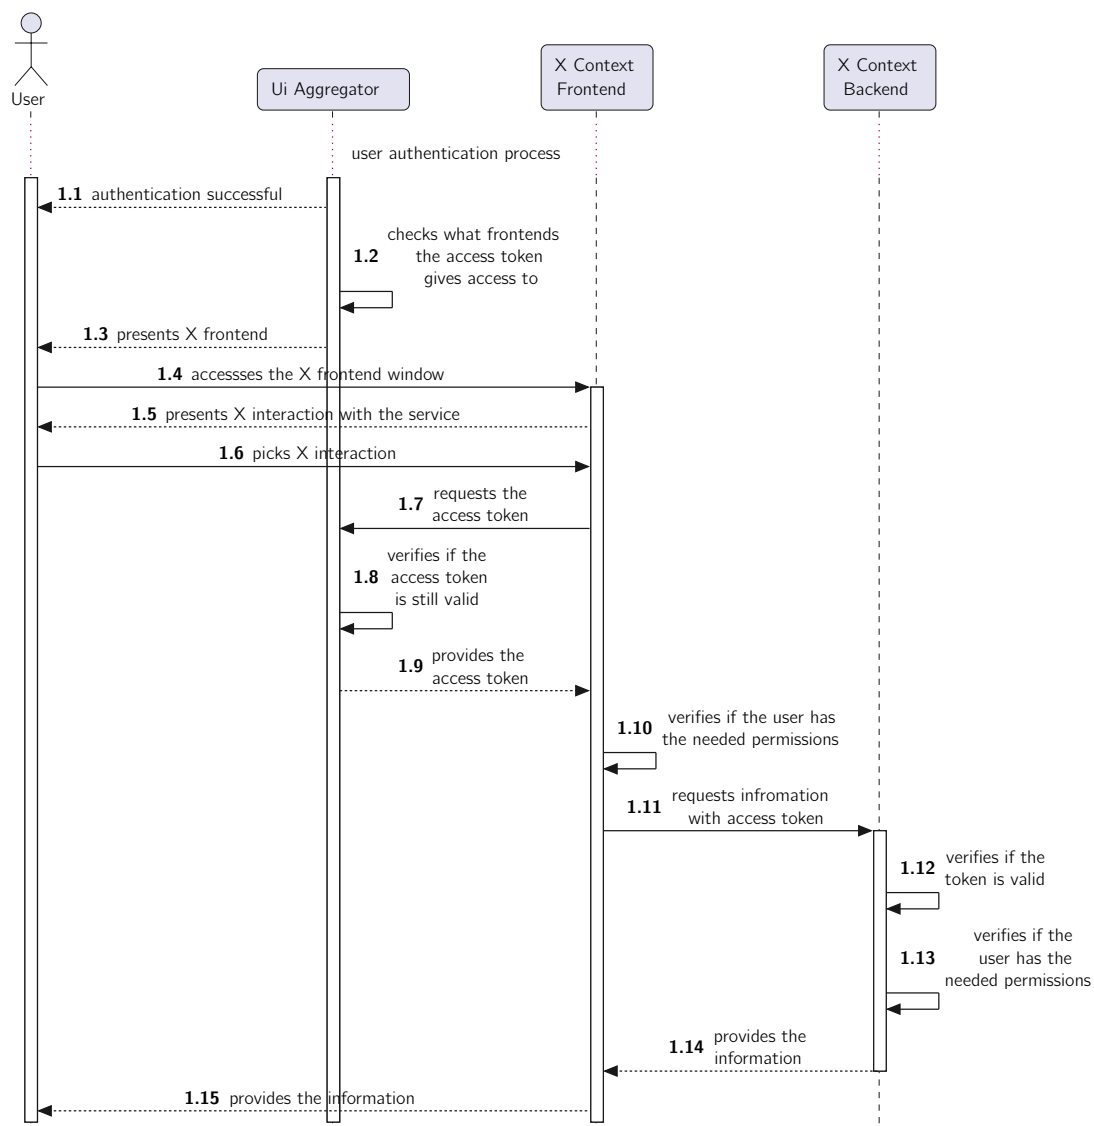 User
Ui Aggregator
X Context
Frontend
X Context
Backend
user authentication process
1.1 authentication successful
checks what frontends
1.2 the access token
gives access to
1.3 presents X frontend
1.4 accessses the X frontend window
1.5 presents X interaction with the service
1.6 picks X interaction
1.7 requests the
access token
verifies if the
1.8 access token
is still valid
1.9 provides the
access token
1.10 verifies if the user has
the needed permissions
1.11 requests infromation
with access token
1.12 verifies if the
token is valid
verifies if the
1.13 user has the
needed permissions
1.14 provides the
information
1.15 provides the information